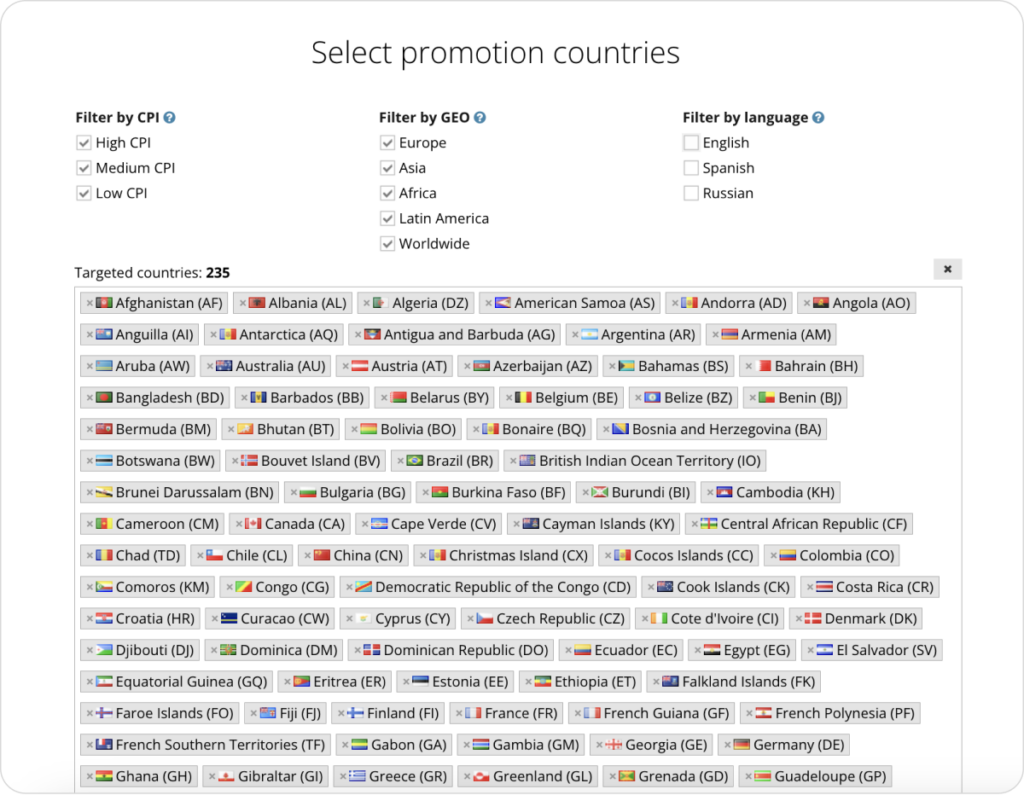 Select promotion countries
Filter by CPI ? Filter by GEO ? Filter by language ?
High CPI Europe English
Medium CPI Asia Spanish
Low CPI Africa Russian
Latin America
Worldwide
Targeted countries: 235 ×
× Afghanistan (AF) × Albania (AL) × Algeria (DZ) × American Samoa (AS) × Andorra (AD) × Angola (AO)
× Anguilla (AI) × Antarctica (AQ) × Antigua and Barbuda (AG) × Argentina (AR) × Armenia (AM)
× Aruba (AW) × Australia (AU) × Austria (AT) × Azerbaijan (AZ) × Bahamas (BS) × Bahrain (BH)
× Bangladesh (BD) × Barbados (BB) × Belarus (BY) × Belgium (BE) × Belize (BZ) × Benin (BJ)
× Bermuda (BM) × Bhutan (BT) × Bolivia (BO) × Bonaire (BQ) × Bosnia and Herzegovina (BA)
× Botswana (BW) × Bouvet Island (BV) × Brazil (BR) × British Indian Ocean Territory (IO)
× Brunei Darussalam (BN) × Bulgaria (BG) × Burkina Faso (BF) × Burundi (BI) × Cambodia (KH)
× Cameroon (CM) × Canada (CA) × Cape Verde (CV) × Cayman Islands (KY) × Central African Republic (CF)
× Chad (TD) × Chile (CL) × China (CN) × Christmas Island (CX) × Cocos Islands (CC) × Colombia (CO)
× Comoros (KM) × Congo (CG) × Democratic Republic of the Congo (CD) × Cook Islands (CK) × Costa Rica (CR)
× Croatia (HR) × Curacao (CW) × Cyprus (CY) × Czech Republic (CZ) × Cote d'Ivoire (CI) × Denmark (DK)
× Djibouti (DJ) × Dominica (DM) × Dominican Republic (DO) × Ecuador (EC) × Egypt (EG) × El Salvador (SV)
× Equatorial Guinea (GQ) × Eritrea (ER) × Estonia (EE) × Ethiopia (ET) × Falkland Islands (FK)
× Faroe Islands (FO) × Fiji (FJ) × Finland (FI) × France (FR) × French Guiana (GF) × French Polynesia (PF)
× French Southern Territories (TF) × Gabon (GA) × Gambia (GM) × Georgia (GE) × Germany (DE)
× Ghana (GH) × Gibraltar (GI) × Greece (GR) × Greenland (GL) × Grenada (GD) × Guadeloupe (GP)